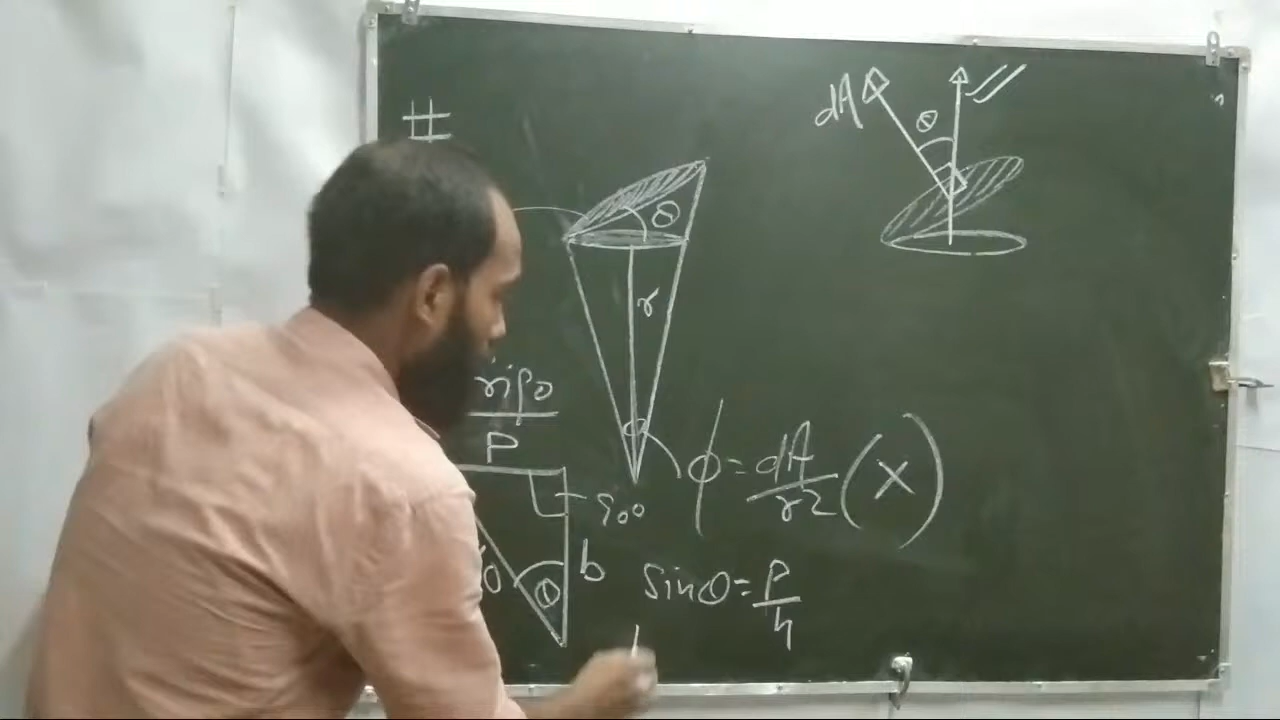 #
dA
θ
θ
r
P
ϕ = dA/r2 (X)
90°
b
θ
sinθ = P/h